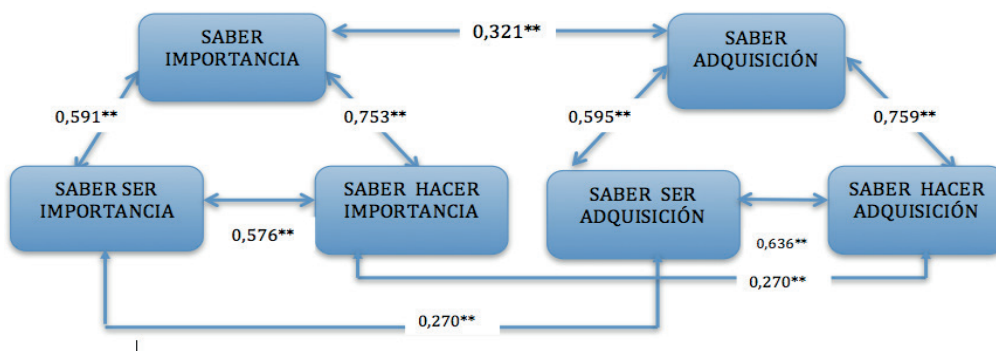 SABER
IMPORTANCIA
0,321**
SABER
ADQUISICIÓN
0,591**
0,753**
0,595**
0,759**
SABER SER
IMPORTANCIA
SABER HACER
IMPORTANCIA
SABER SER
ADQUISICIÓN
SABER HACER
ADQUISICIÓN
0,576**
0,636**
0,270**
0,270**